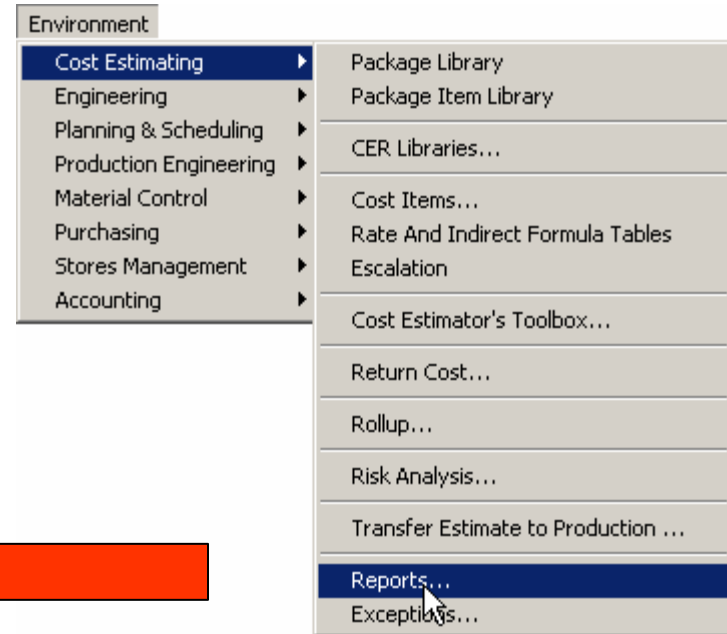 Environment
Cost Estimating
Engineering
Planning & Scheduling
Production Engineering
Material Control
Purchasing
Stores Management
Accounting
Package Library
Package Item Library
CER Libraries...
Cost Items...
Rate And Indirect Formula Tables
Escalation
Cost Estimator's Toolbox...
Return Cost...
Rollup...
Risk Analysis...
Transfer Estimate to Production ...
Reports...
Exceptions...